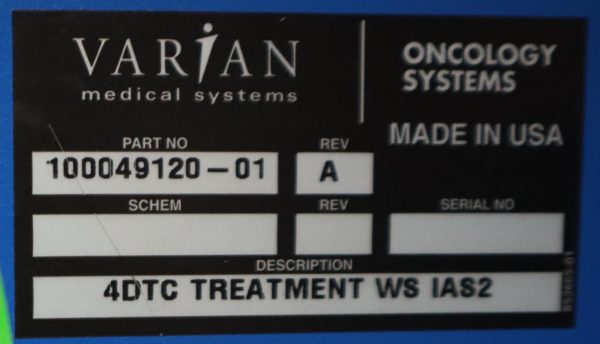 VARIAN
medical systems
ONCOLOGY
SYSTEMS
MADE IN USA
PART NO REV
100049120-01 A
SCHEM REV SERIAL NO
DESCRIPTION
4DTC TREATMENT WS IAS2